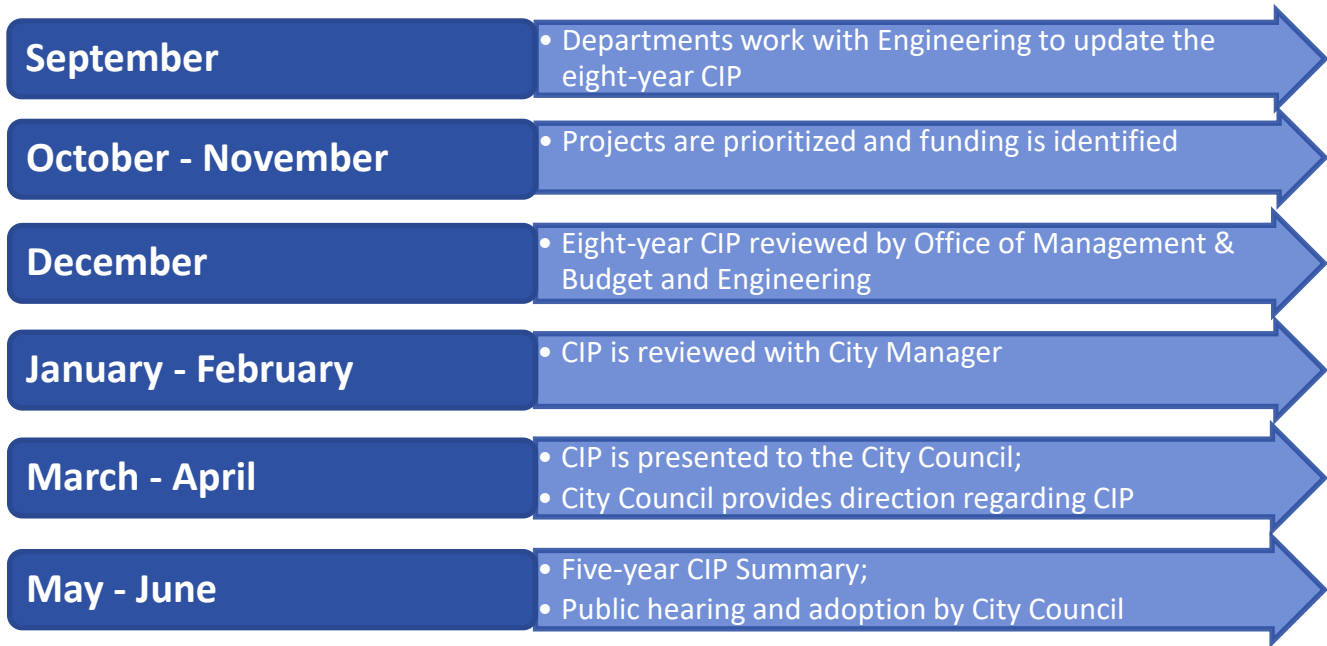 September
• Departments work with Engineering to update the
eight-year CIP
October - November
• Projects are prioritized and funding is identified
December
• Eight-year CIP reviewed by Office of Management &
Budget and Engineering
January - February
• CIP is reviewed with City Manager
March - April
• CIP is presented to the City Council;
• City Council provides direction regarding CIP
May - June
• Five-year CIP Summary;
• Public hearing and adoption by City Council